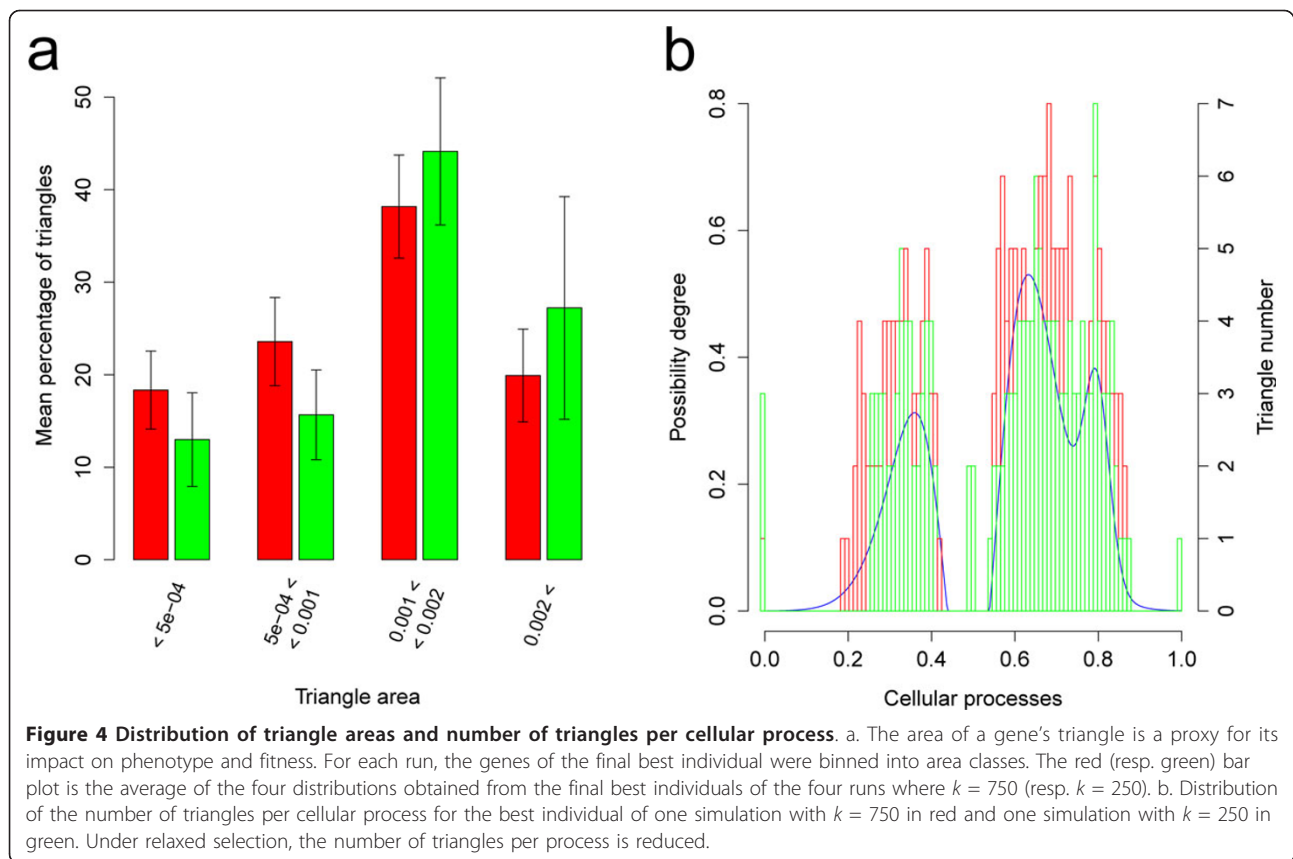 a
Mean percentage of triangles
50
40
30
20
10
0
< 5e−04
5e−04 <
< 0.001
0.001 <
< 0.002
0.002 <
Triangle area
b
Possibility degree
0.8
0.6
0.4
0.2
0.0
0.0 0.2 0.4 0.6 0.8 1.0
Cellular processes
7
6
5
4
3
2
1
0
Triangle number
Figure 4 Distribution of triangle areas and number of triangles per cellular process. a. The area of a gene's triangle is a proxy for its
impact on phenotype and fitness. For each run, the genes of the final best individual were binned into area classes. The red (resp. green) bar
plot is the average of the four distributions obtained from the final best individuals of the four runs where k = 750 (resp. k = 250). b. Distribution
of the number of triangles per cellular process for the best individual of one simulation with k = 750 in red and one simulation with k = 250 in
green. Under relaxed selection, the number of triangles per process is reduced.